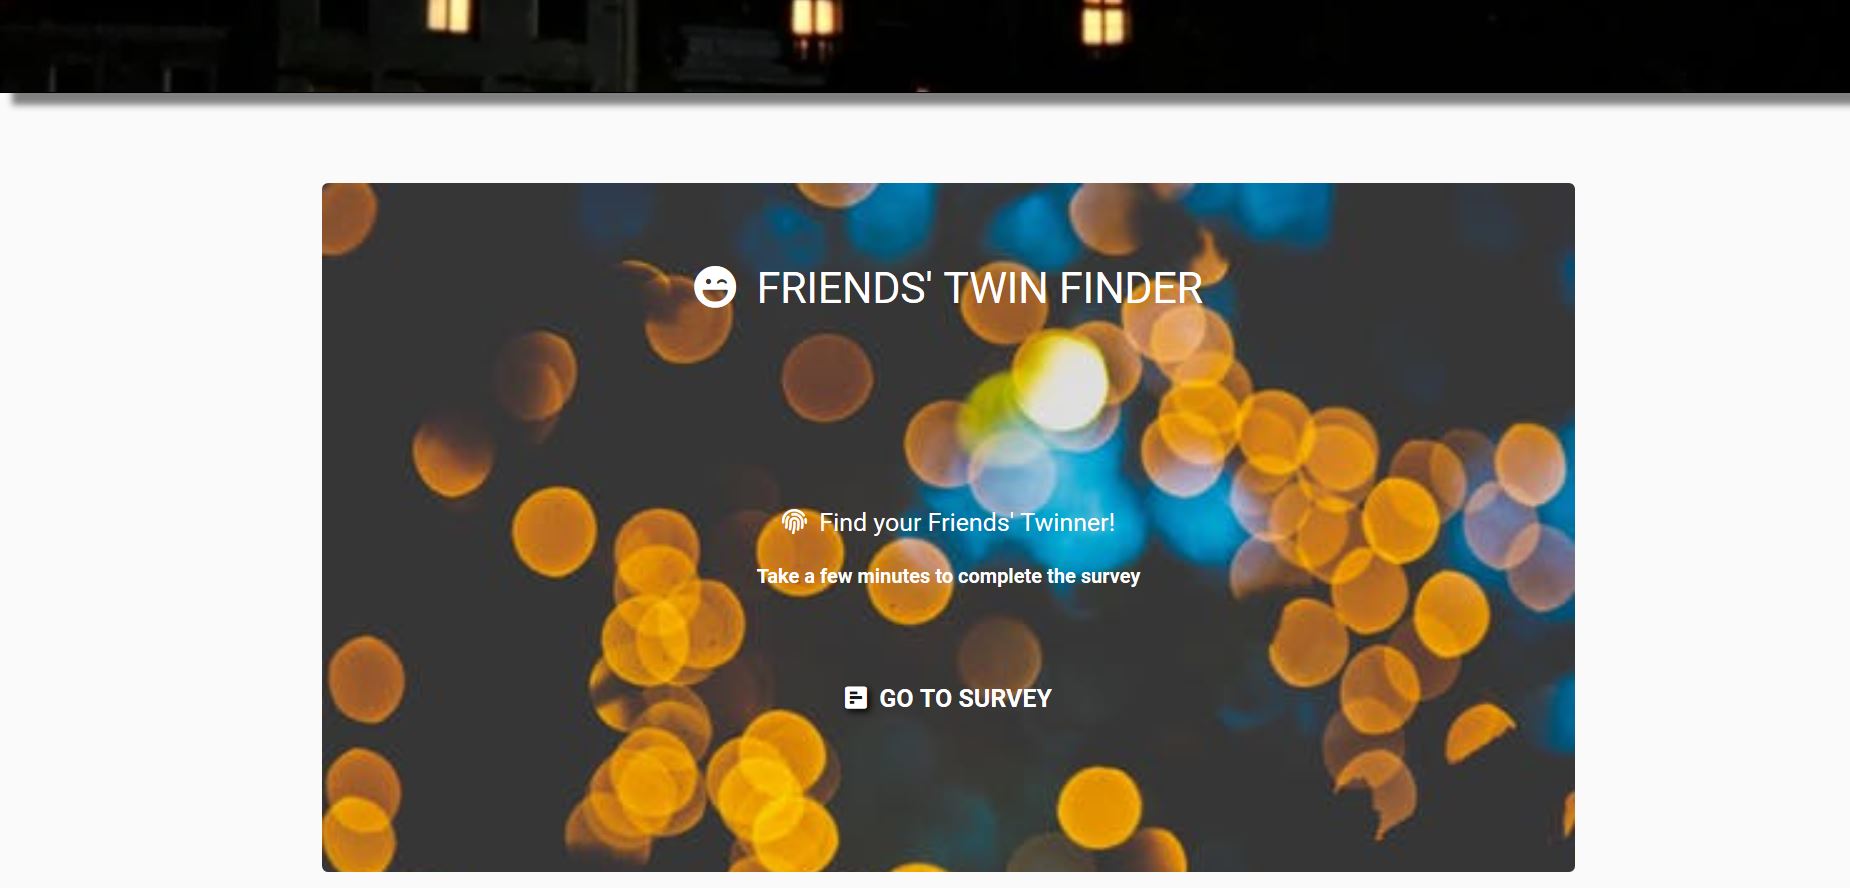 FRIENDS' TWIN FINDER
Find your Friends' Twinner!
Take a few minutes to complete the survey
GO TO SURVEY